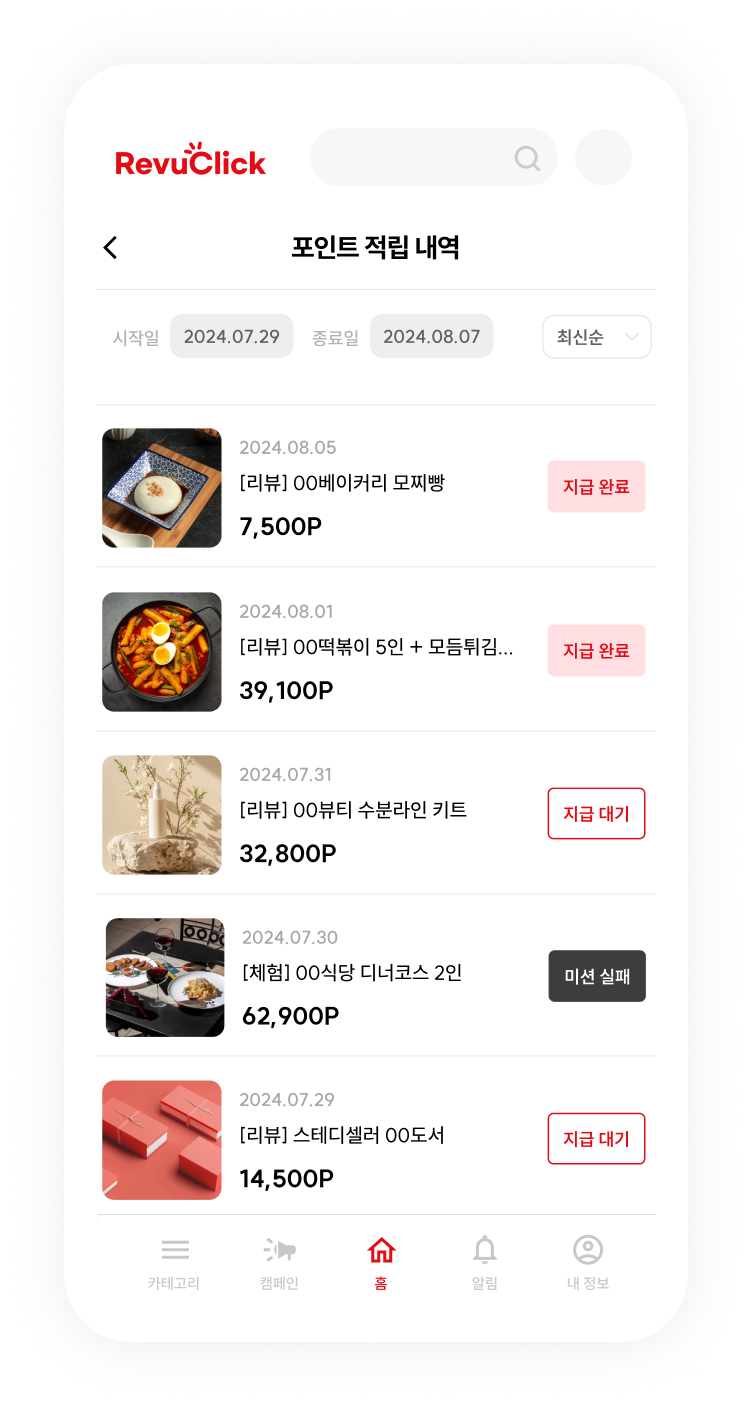 RevuClick
포인트 적립 내역
시작일 2024.07.29 종료일 2024.08.07 최신순
2024.08.05
[리뷰] 00베이커리 모찌빵
7,500P
지급 완료
2024.08.01
[리뷰] 00떡볶이 5인 + 모듬튀김...
39,100P
지급 완료
2024.07.31
[리뷰] 00뷰티 수분라인 키트
32,800P
지급 대기
2024.07.30
[체험] 00식당 디너코스 2인
62,900P
미션 실패
2024.07.29
[리뷰] 스테디셀러 00도서
14,500P
지급 대기
카테고리 캠페인 홈 알림 내 정보